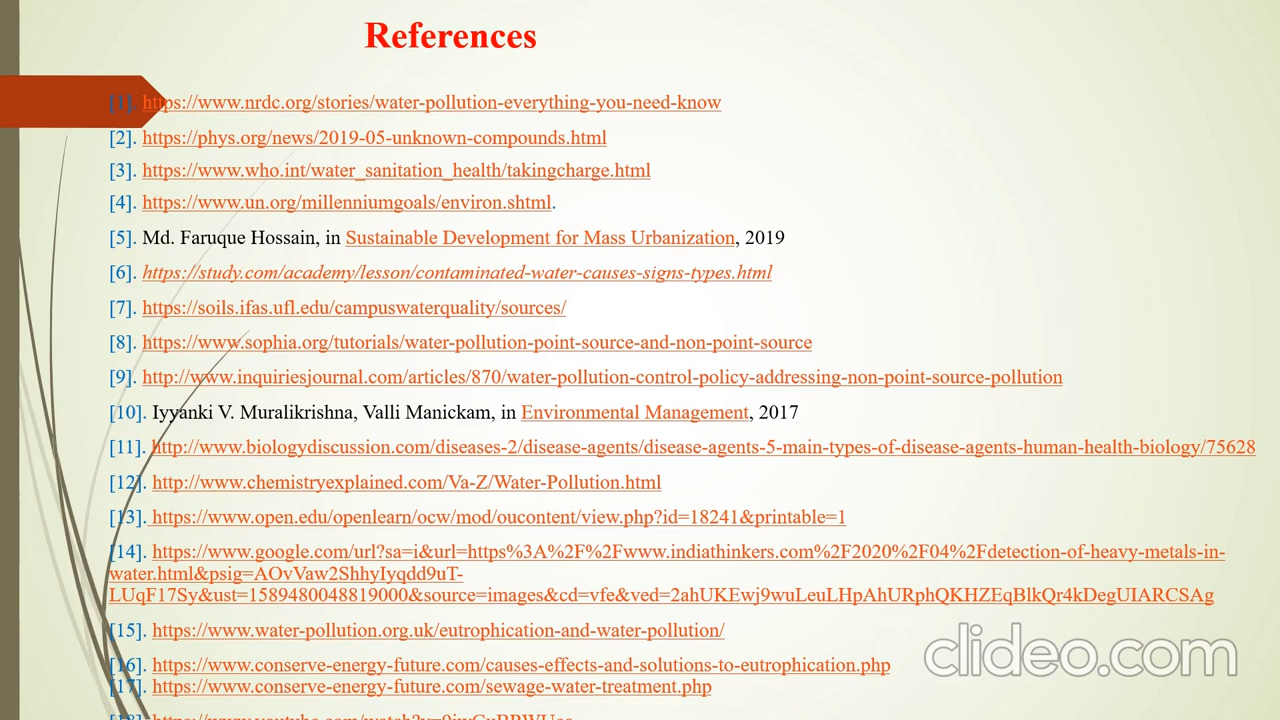 References
[1]. https://www.nrdc.org/stories/water-pollution-everything-you-need-know
[2]. https://phys.org/news/2019-05-unknown-compounds.html
[3]. https://www.who.int/water_sanitation_health/takingcharge.html
[4]. https://www.un.org/millenniumgoals/environ.shtml.
[5]. Md. Faruque Hossain, in Sustainable Development for Mass Urbanization, 2019
[6]. https://study.com/academy/lesson/contaminated-water-causes-signs-types.html
[7]. https://soils.ifas.ufl.edu/campuswaterquality/sources/
[8]. https://www.sophia.org/tutorials/water-pollution-point-source-and-non-point-source
[9]. http://www.inquiriesjournal.com/articles/870/water-pollution-control-policy-addressing-non-point-source-pollution
[10]. Iyyanki V. Muralikrishna, Valli Manickam, in Environmental Management, 2017
[11]. http://www.biologydiscussion.com/diseases-2/disease-agents/disease-agents-5-main-types-of-disease-agents-human-health-biology/75628
[12]. http://www.chemistryexplained.com/Va-Z/Water-Pollution.html
[13]. https://www.open.edu/openlearn/ocw/mod/oucontent/view.php?id=18241&printable=1
[14]. https://www.google.com/url?sa=i&url=https%3A%2F%2Fwww.indiathinkers.com%2F2020%2F04%2Fdetection-of-heavy-metals-in-
water.html&psig=AOvVaw2ShhyIyqdd9uT-
LUqF17Sy&ust=1589480048819000&source=images&cd=vfe&ved=2ahUKEwj9wuLeuLHpAhURphQKHZEqBlkQr4kDegUIARCSAg
[15]. https://www.water-pollution.org.uk/eutrophication-and-water-pollution/
[16]. https://www.conserve-energy-future.com/causes-effects-and-solutions-to-eutrophication.php
[17]. https://www.conserve-energy-future.com/sewage-water-treatment.php
clideo.com